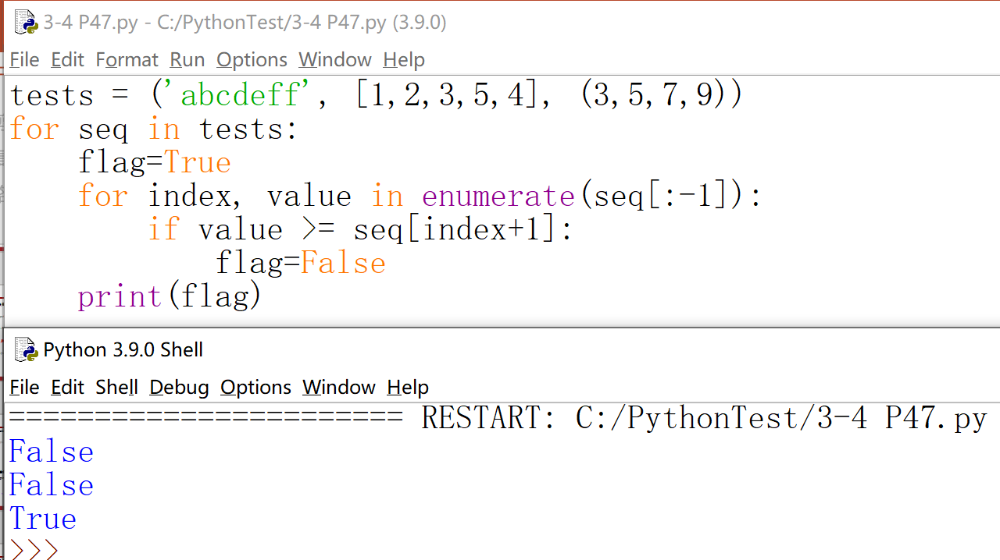 3-4 P47.py - C:/PythonTest/3-4 P47.py (3.9.0)
File Edit Format Run Options Window Help
tests = ('abcdeff', [1,2,3,5,4], (3,5,7,9))
for seq in tests:
    flag=True
    for index, value in enumerate(seq[:-1]):
        if value >= seq[index+1]:
            flag=False
    print(flag)
Python 3.9.0 Shell
File Edit Shell Debug Options Window Help
======================= RESTART: C:/PythonTest/3-4 P47.py
False
False
True
>>>